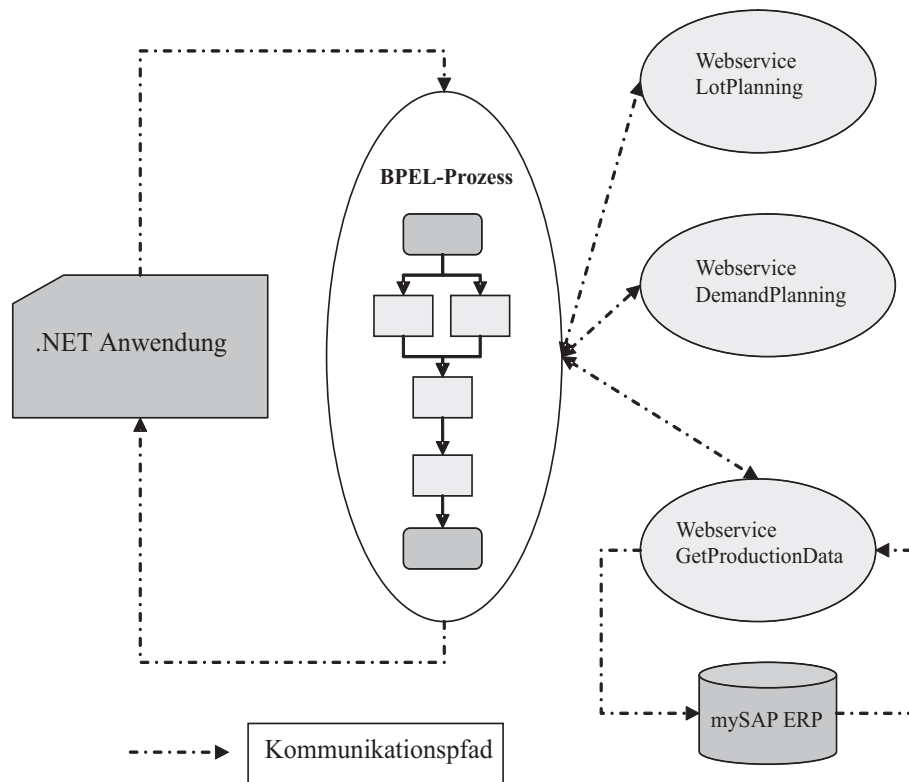 Webservice
LotPlanning
BPEL-Prozess
Webservice
DemandPlanning
.NET Anwendung
Webservice
GetProductionData
mySAP ERP
Kommunikationspfad